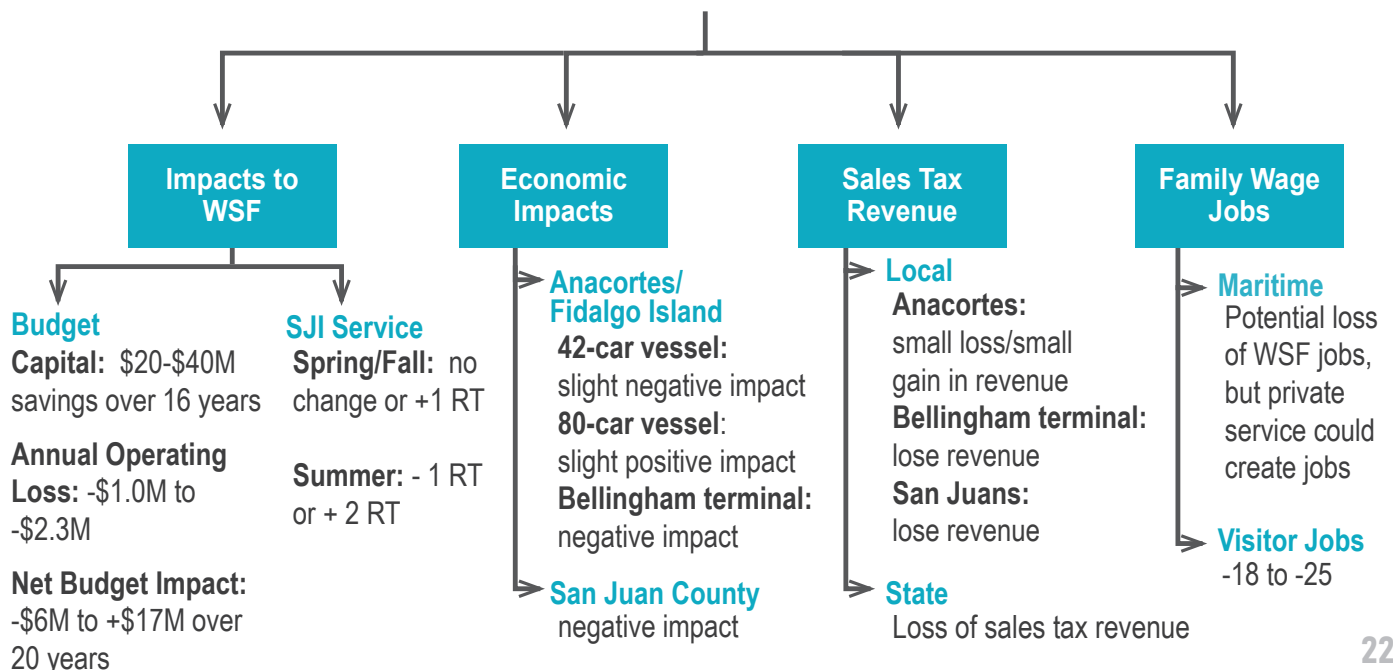 Impacts to
WSF
Budget
Capital: $20-$40M
savings over 16 years
Annual Operating
Loss: -$1.0M to
-$2.3M
Net Budget Impact:
-$6M to +$17M over
20 years
SJI Service
Spring/Fall: no
change or +1 RT
Summer: - 1 RT
or + 2 RT
Economic
Impacts
Anacortes/
Fidalgo Island
42-car vessel:
slight negative impact
80-car vessel:
slight positive impact
Bellingham terminal:
negative impact
San Juan County
negative impact
Sales Tax
Revenue
Local
Anacortes:
small loss/small
gain in revenue
Bellingham terminal:
lose revenue
San Juans:
lose revenue
State
Loss of sales tax revenue
Family Wage
Jobs
Maritime
Potential loss
of WSF jobs,
but private
service could
create jobs
Visitor Jobs
-18 to -25
22